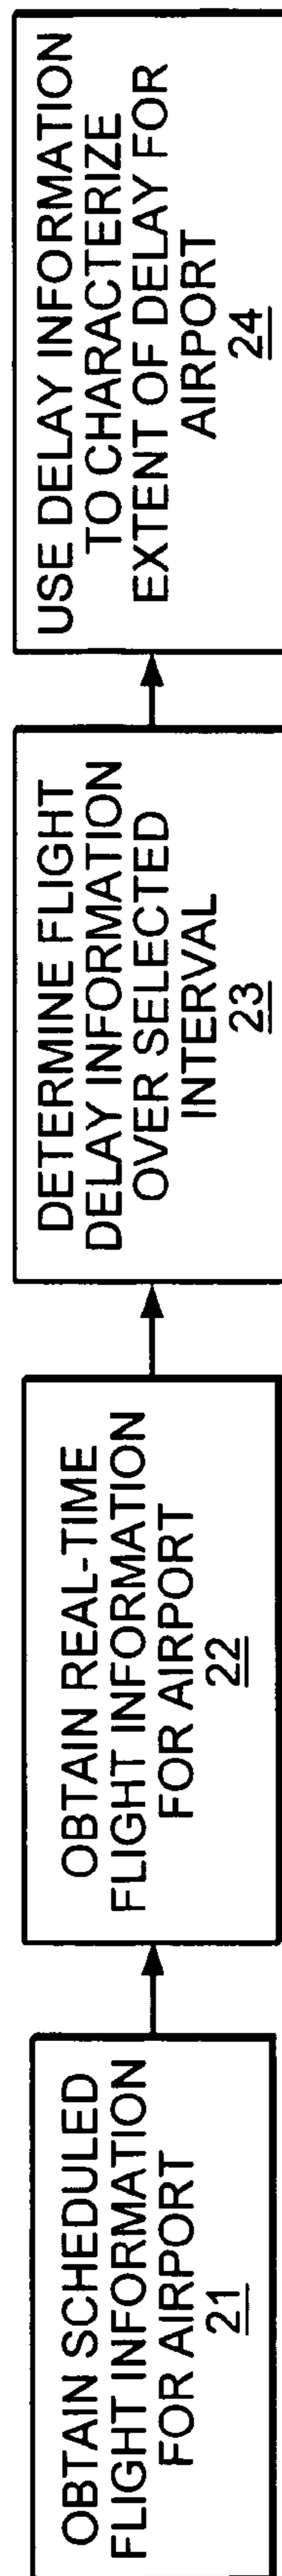 OBTAIN SCHEDULED
FLIGHT INFORMATION
FOR AIRPORT
21
OBTAIN REAL-TIME
FLIGHT INFORMATION
FOR AIRPORT
22
DETERMINE FLIGHT
DELAY INFORMATION
OVER SELECTED
INTERVAL
23
USE DELAY INFORMATION
TO CHARACTERIZE
EXTENT OF DELAY FOR
AIRPORT
24